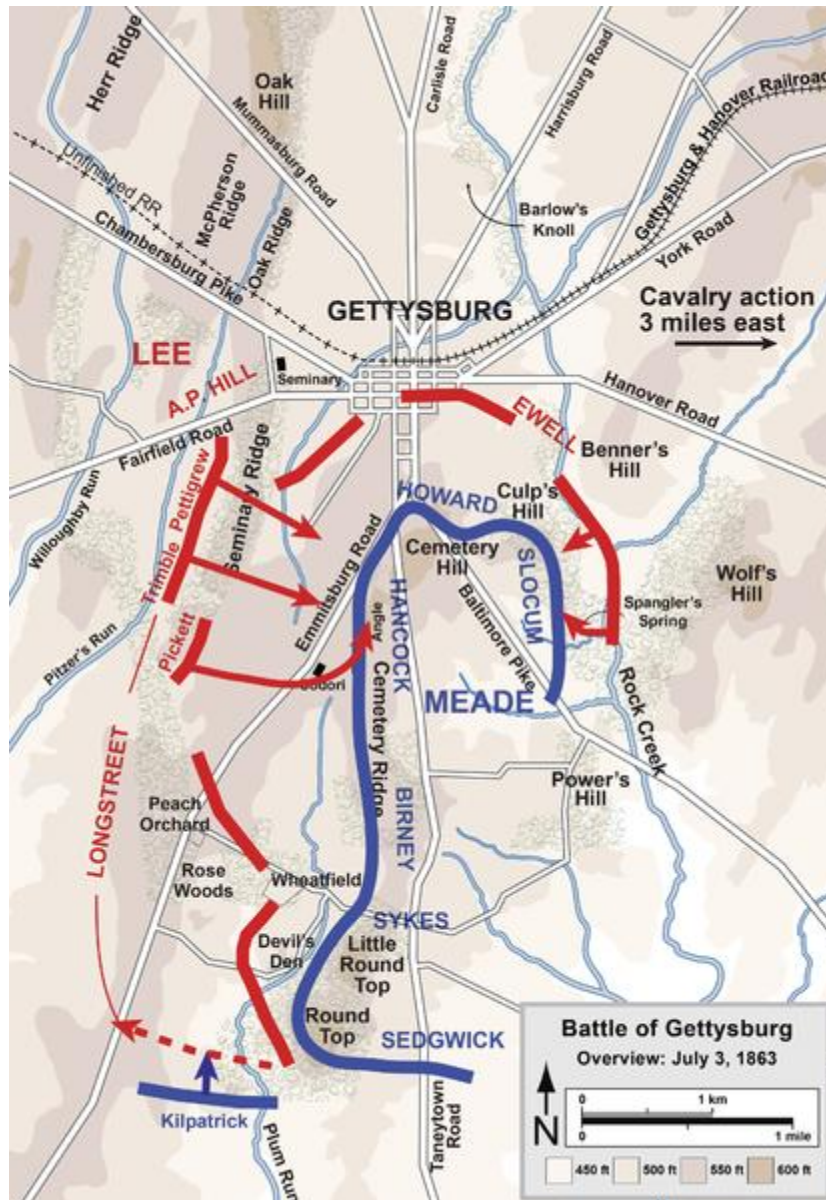 Herr Ridge
Oak
Hill
Mummasburg Road
Carlisle Road
Harrisburg Road
Gettysburg & Hanover Railroad
Unfinished RR
McPherson
Ridge
Oak Ridge
Chambersburg Pike
Barlow's
Knoll
York Road
GETTYSBURG
Cavalry action
3 miles east
LEE
Seminary
A.P. HILL
Hanover Road
EWELL
Fairfield Road
Benner's
Hill
Willoughby Run
Pettigrew
Seminary Ridge
HOWARD
Culp's
Hill
Emmitsburg Road
Cemetery
Hill
SLOCUM
Wolf's
Hill
Trimble
HANCOCK
Angle
Baltimore Pike
Spangler's
Spring
Pitzer's Run
Pickett
Codori
Cemetery Ridge
MEADE
Rock Creek
LONGSTREET
Peach
Orchard
BIRNEY
Power's
Hill
Rose
Woods
Wheatfield
SYKES
Devil's
Den
Little
Round
Top
Round
Top
SEDGWICK
Kilpatrick
Plum Run
Taneytown
Road
Battle of Gettysburg
Overview: July 3, 1863
N
0 1 km
0 1 mile
450 ft 500 ft 550 ft 600 ft